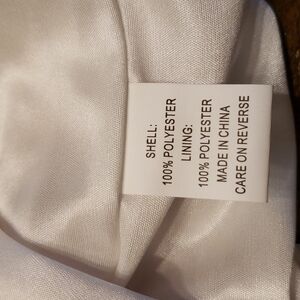 SHELL:
100% POLYESTER
LINING:
100% POLYESTER
MADE IN CHINA
CARE ON REVERSE